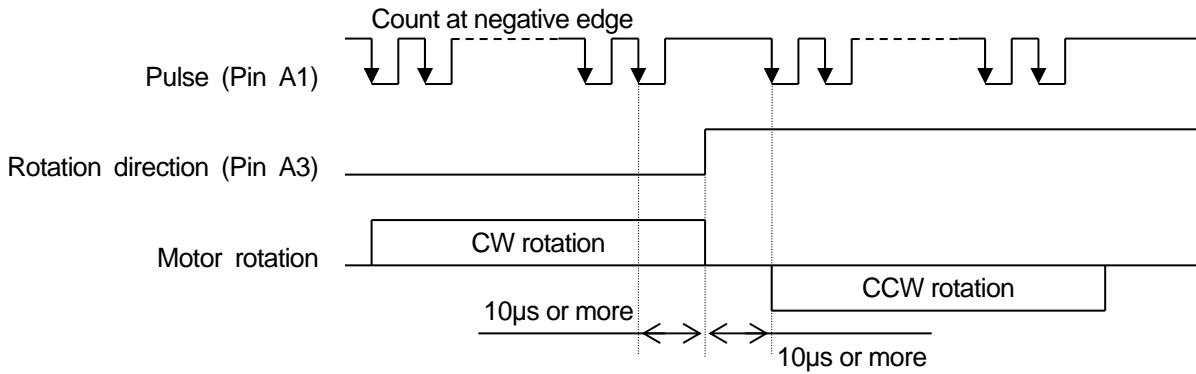 Count at negative edge
Pulse (Pin A1)
Rotation direction (Pin A3)
Motor rotation
CW rotation
CCW rotation
10μs or more
10μs or more